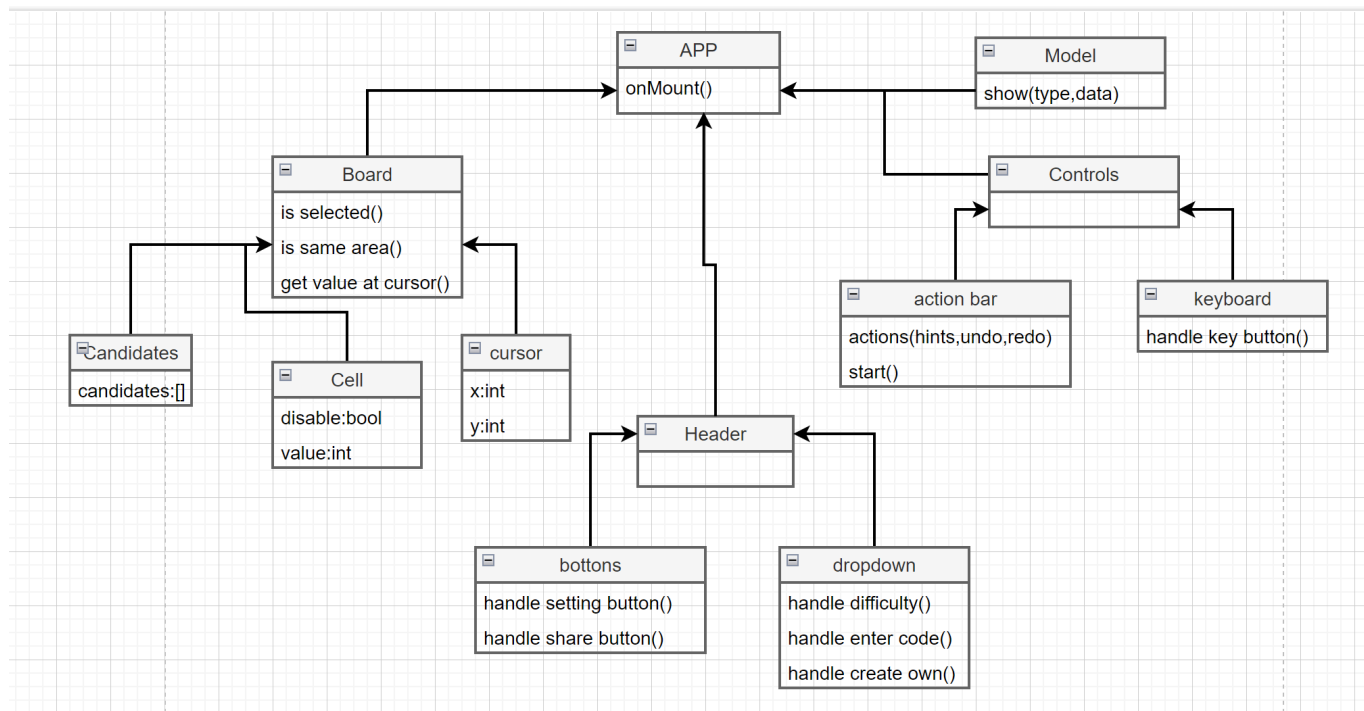 APP
onMount()
Model
show(type,data)
Board
is selected()
is same area()
get value at cursor()
Controls
action bar
actions(hints,undo,redo)
start()
keyboard
handle key button()
Candidates
candidates:[]
Cell
disable:bool
value:int
cursor
x:int
y:int
Header
bottons
handle setting button()
handle share button()
dropdown
handle difficulty()
handle enter code()
handle create own()